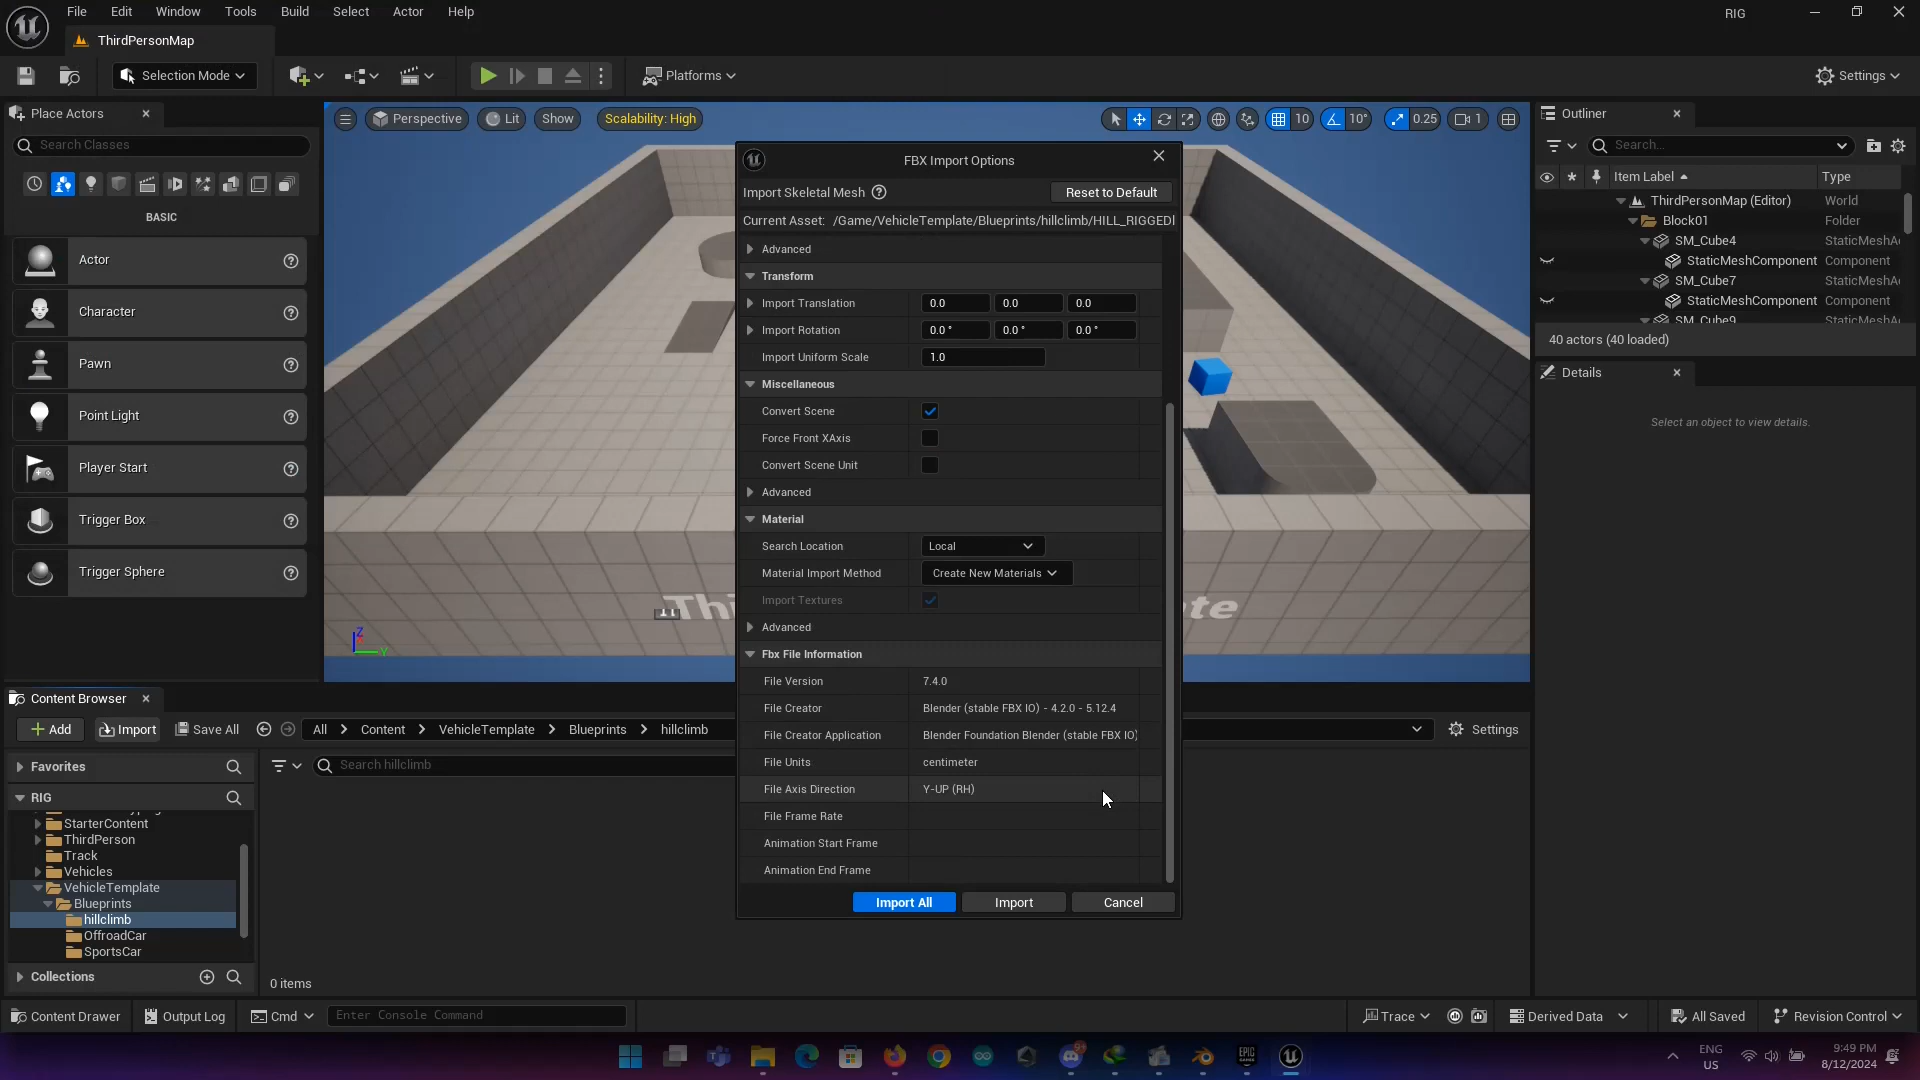 File Edit Window Tools Build Select Actor Help
RIG
ThirdPersonMap
Selection Mode
Platforms
Settings
Place Actors
Search Classes
BASIC
Actor
Character
Pawn
Point Light
Player Start
Trigger Box
Trigger Sphere
Perspective Lit Show Scalability: High
10 10° 0.25 1
Z
Y
FBX Import Options
Import Skeletal Mesh
Reset to Default
Current Asset: /Game/VehicleTemplate/Blueprints/hillclimb/HILL_RIGGED
Advanced
Transform
Import Translation 0.0 0.0 0.0
Import Rotation 0.0 ° 0.0 ° 0.0 °
Import Uniform Scale 1.0
Miscellaneous
Convert Scene
Force Front XAxis
Convert Scene Unit
Advanced
Material
Search Location Local
Material Import Method Create New Materials
Import Textures
Advanced
Fbx File Information
File Version 7.4.0
File Creator Blender (stable FBX IO) - 4.2.0 - 5.12.4
File Creator Application Blender Foundation Blender (stable FBX IO)
File Units centimeter
File Axis Direction Y-UP (RH)
File Frame Rate
Animation Start Frame
Animation End Frame
Import All Import Cancel
Outliner
Search...
Item Label Type
ThirdPersonMap (Editor) World
Block01 Folder
SM_Cube4 StaticMeshA
StaticMeshComponent Component
SM_Cube7 StaticMeshA
StaticMeshComponent Component
SM_Cube9 StaticMeshA
40 actors (40 loaded)
Details
Select an object to view details.
Content Browser
Add Import Save All All Content VehicleTemplate Blueprints hillclimb
Settings
Favorites
Search hillclimb
RIG
StarterContent
ThirdPerson
Track
Vehicles
VehicleTemplate
Blueprints
hillclimb
OffroadCar
SportsCar
Collections
0 items
Content Drawer Output Log Cmd Enter Console Command
Trace Derived Data All Saved Revision Control
ENG
US
9:49 PM
8/12/2024